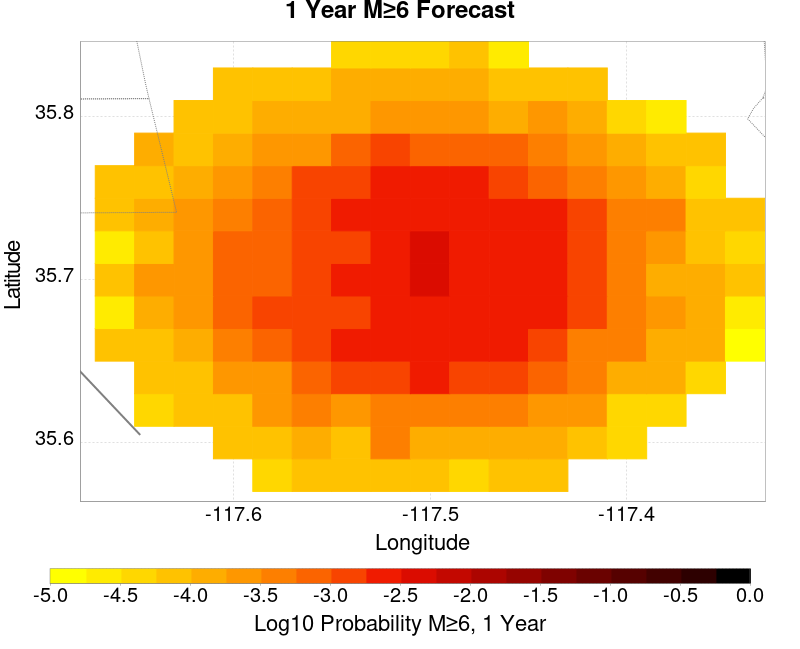 1 Year M≥6 Forecast
35.8
35.7
35.6
Latitude
-117.6 -117.5 -117.4
Longitude
-5.0 -4.5 -4.0 -3.5 -3.0 -2.5 -2.0 -1.5 -1.0 -0.5 0.0
Log10 Probability M≥6, 1 Year